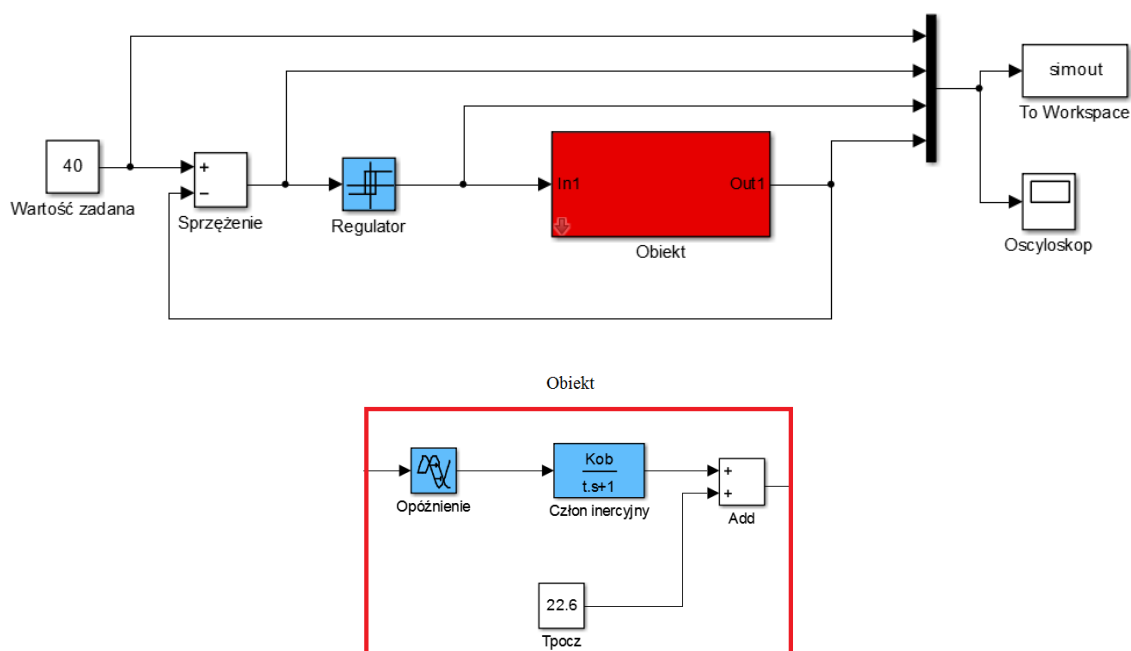 simout
To Workspace
40
Wartość zadana
+
−
Sprzężenie
Regulator
In1
Out1
Obiekt
Oscyloskop
Obiekt
Opóźnienie
Kob
t.s+1
Człon inercyjny
+
+
Add
22.6
Tpocz